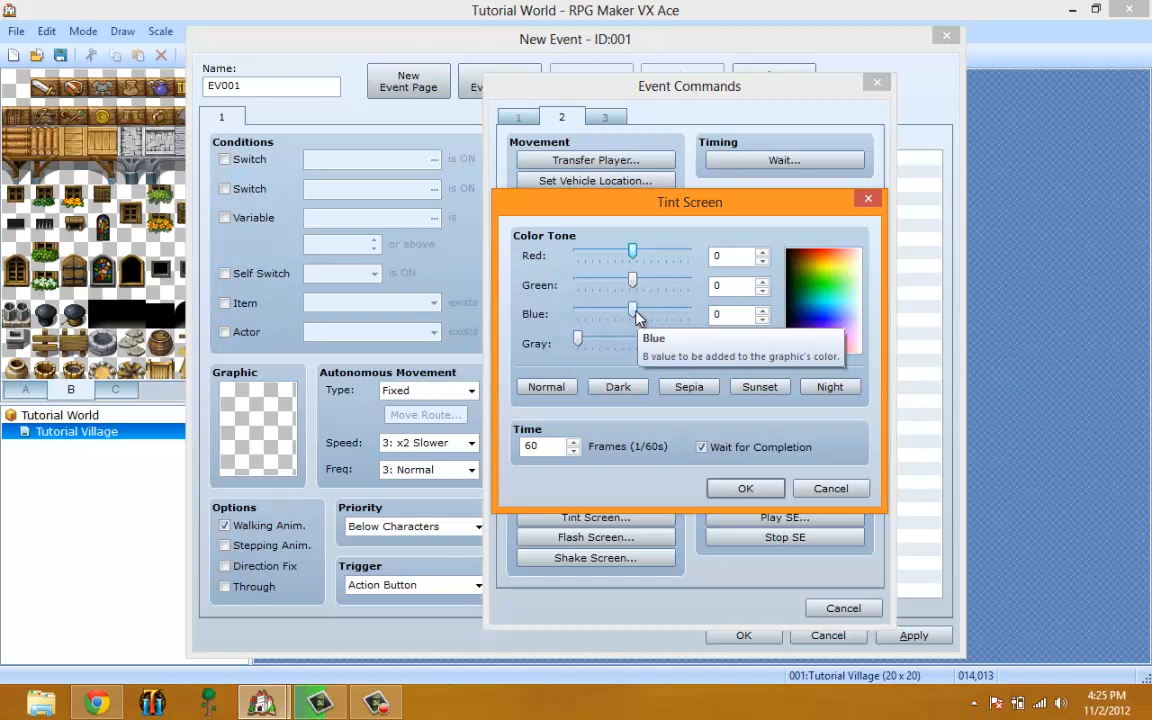 Tutorial World - RPG Maker VX Ace
File Edit Mode Draw Scale
New Event - ID:001
Name:
EV001
New
Event Page
1
Conditions
Switch
is ON
Switch
is ON
Variable
is
or above
Self Switch
is ON
Item
exists
Actor
exists
Graphic
Autonomous Movement
Type: Fixed
Move Route...
Speed: 3: x2 Slower
Freq: 3: Normal
Options
Walking Anim.
Stepping Anim.
Direction Fix
Through
Priority
Below Characters
Trigger
Action Button
OK Cancel Apply
Event Commands
1 2 3
Movement
Transfer Player...
Set Vehicle Location...
Timing
Wait...
Tint Screen
Color Tone
Red: 0
Green: 0
Blue: 0
Gray:
Blue
B value to be added to the graphic's color.
Normal Dark Sepia Sunset Night
Time
60 Frames (1/60s) Wait for Completion
OK Cancel
Tint Screen... Play SE...
Flash Screen... Stop SE
Shake Screen...
Cancel
A B C
Tutorial World
Tutorial Village
001:Tutorial Village (20 x 20) 014,013
4:25 PM
11/2/2012